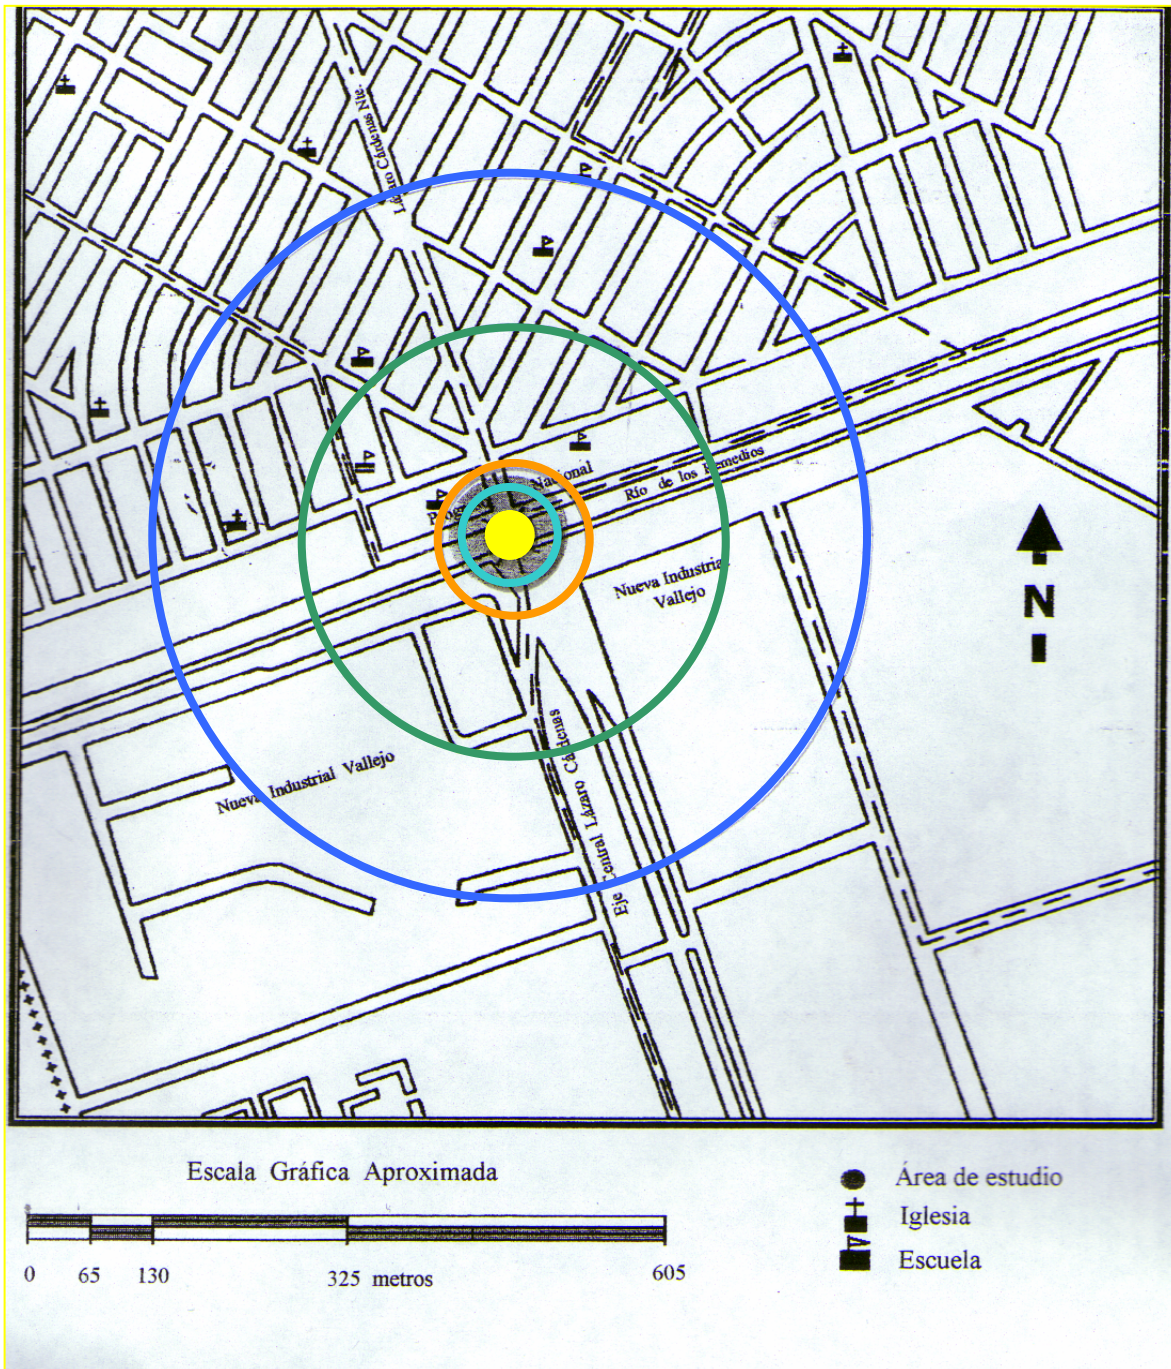 Lázaro Cárdenas Nte.
Nacional
Río de los Remedios
Nueva Industrial
Vallejo
N
Nueva Industrial Vallejo
Eje Central Lázaro Cárdenas
Escala Gráfica Aproximada
0 65 130 325 metros 605
Área de estudio
Iglesia
Escuela